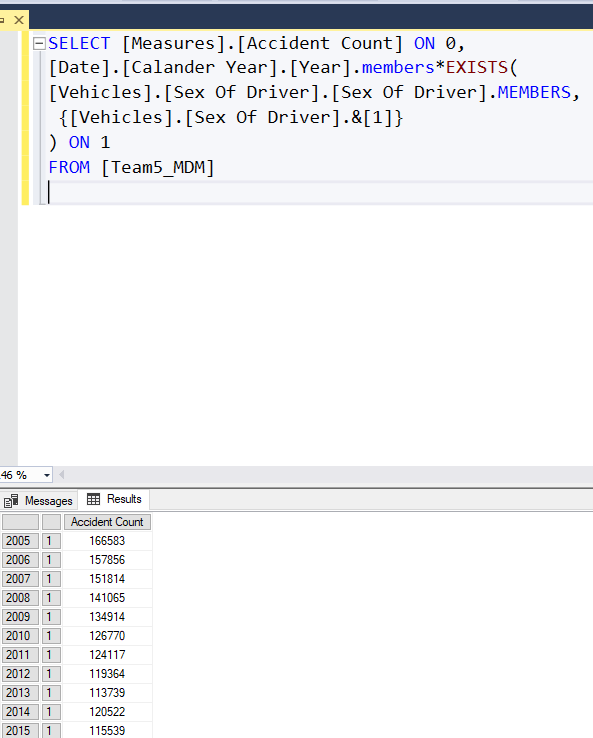 SELECT [Measures].[Accident Count] ON 0,
[Date].[Calander Year].[Year].members*EXISTS(
[Vehicles].[Sex Of Driver].[Sex Of Driver].MEMBERS,
{[Vehicles].[Sex Of Driver].&[1]}
) ON 1
FROM [Team5_MDM]
46 %
Messages Results
Accident Count
2005 1 166583
2006 1 157856
2007 1 151814
2008 1 141065
2009 1 134914
2010 1 126770
2011 1 124117
2012 1 119364
2013 1 113739
2014 1 120522
2015 1 115539